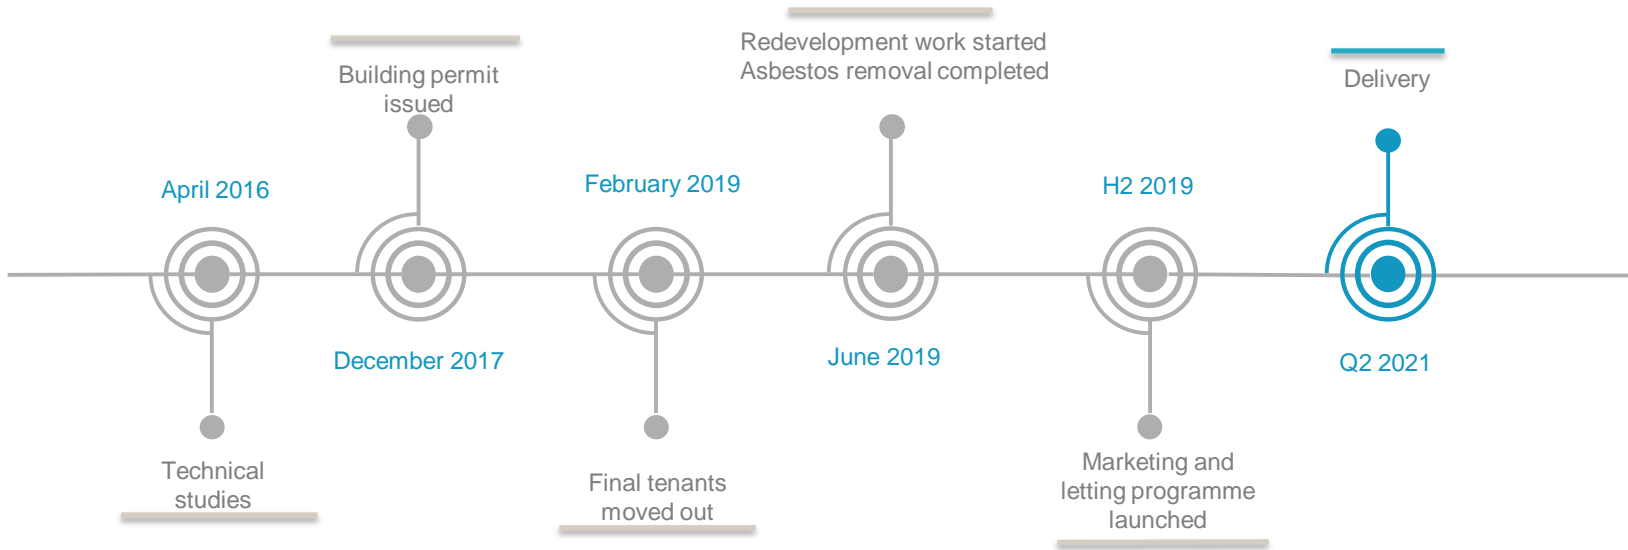 April 2016
Technical
studies
Building permit
issued
December 2017
February 2019
Final tenants
moved out
Redevelopment work started
Asbestos removal completed
June 2019
H2 2019
Marketing and
letting programme
launched
Delivery
Q2 2021